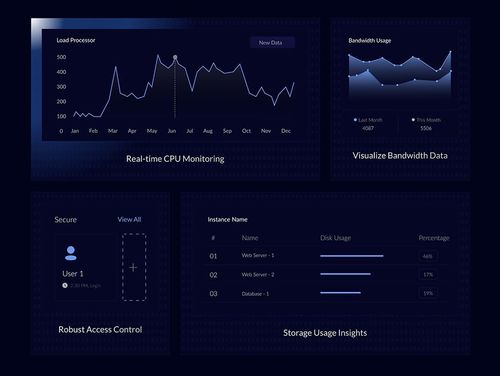 Load Processor
New Data
500
400
300
200
100
0 Jan Feb Mar Apr May Jun Jul Aug Sep Oct Nov Dec
Real-time CPU Monitoring
Bandwidth Usage
Last Month This Month
4087 5506
Visualize Bandwidth Data
Secure View All
User 1
2:30 PM, Login
Robust Access Control
Instance Name
# Name Disk Usage Percentage
01 Web Server - 1 46%
02 Web Server - 2 17%
03 Database - 1 19%
Storage Usage Insights